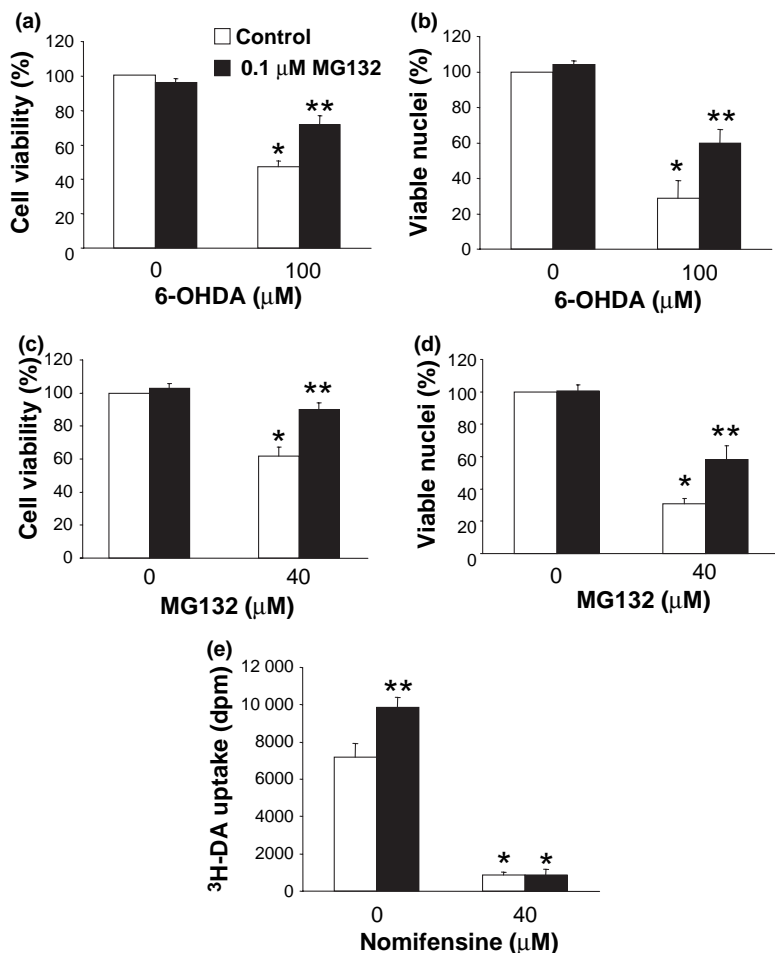 (a)
Control
0.1 μM MG132
Cell viability (%)
120
100
80
60
40
20
0
*
**
0 100
6-OHDA (μM)
(b)
Viable nuclei (%)
120
100
80
60
40
20
0
*
**
0 100
6-OHDA (μM)
(c)
Cell viability (%)
120
100
80
60
40
20
0
*
**
0 40
MG132 (μM)
(d)
Viable nuclei (%)
120
100
80
60
40
20
0
*
**
0 40
MG132 (μM)
(e)
³H-DA uptake (dpm)
12 000
10 000
8000
6000
4000
2000
0
**
* *
0 40
Nomifensine (μM)